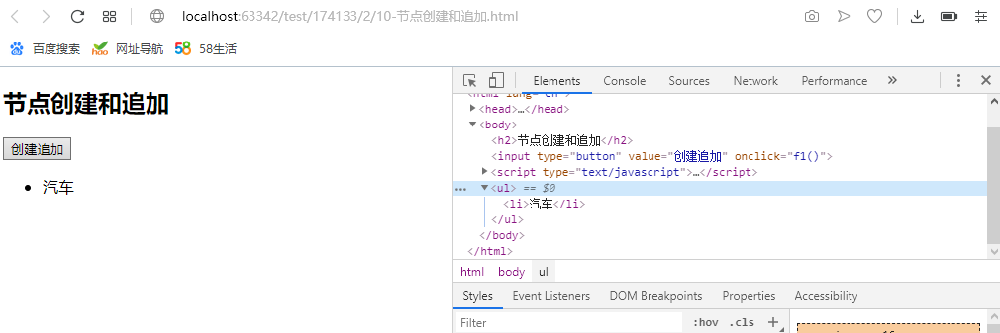 localhost:63342/test/174133/2/10-节点创建和追加.html
百度搜索 hao 网址导航 58 58生活
节点创建和追加
创建追加
• 汽车
Elements Console Sources Network Performance »
<html lang="en">
▶<head>…</head>
▼<body>
<h2>节点创建和追加</h2>
<input type="button" value="创建追加" onclick="f1()">
▶<script type="text/javascript">…</script>
… ▼<ul> == $0
<li>汽车</li>
</ul>
</body>
</html>
html body ul
Styles Event Listeners DOM Breakpoints Properties Accessibility
Filter :hov .cls +